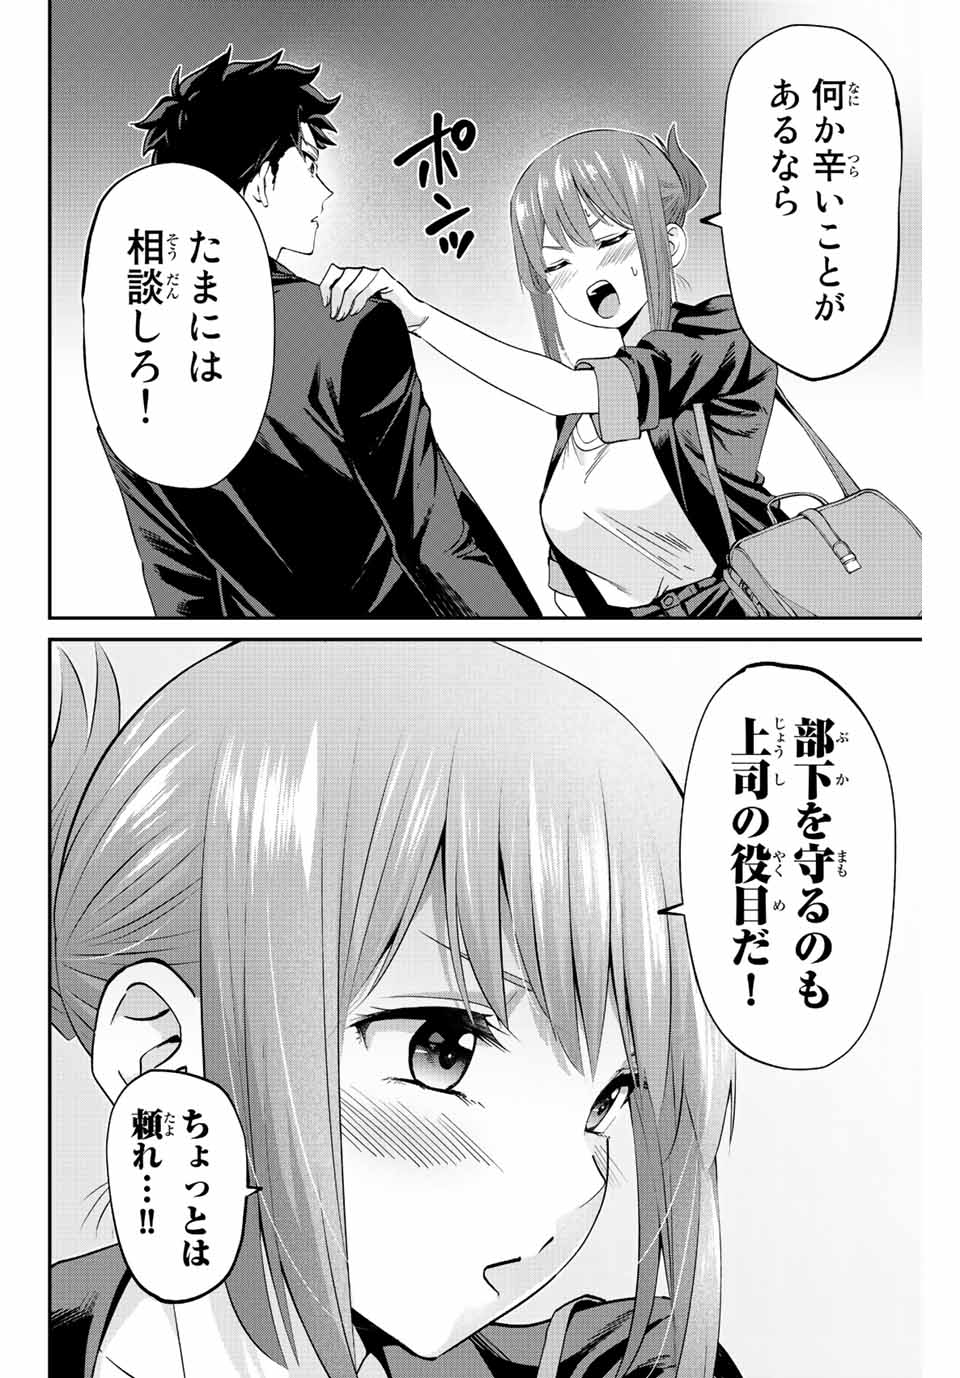 何か辛いことが
あるなら
ポンッ
たまには
相談しろ！
部下を守るのも
上司の役目だ！
ちょっとは
頼れ…!!